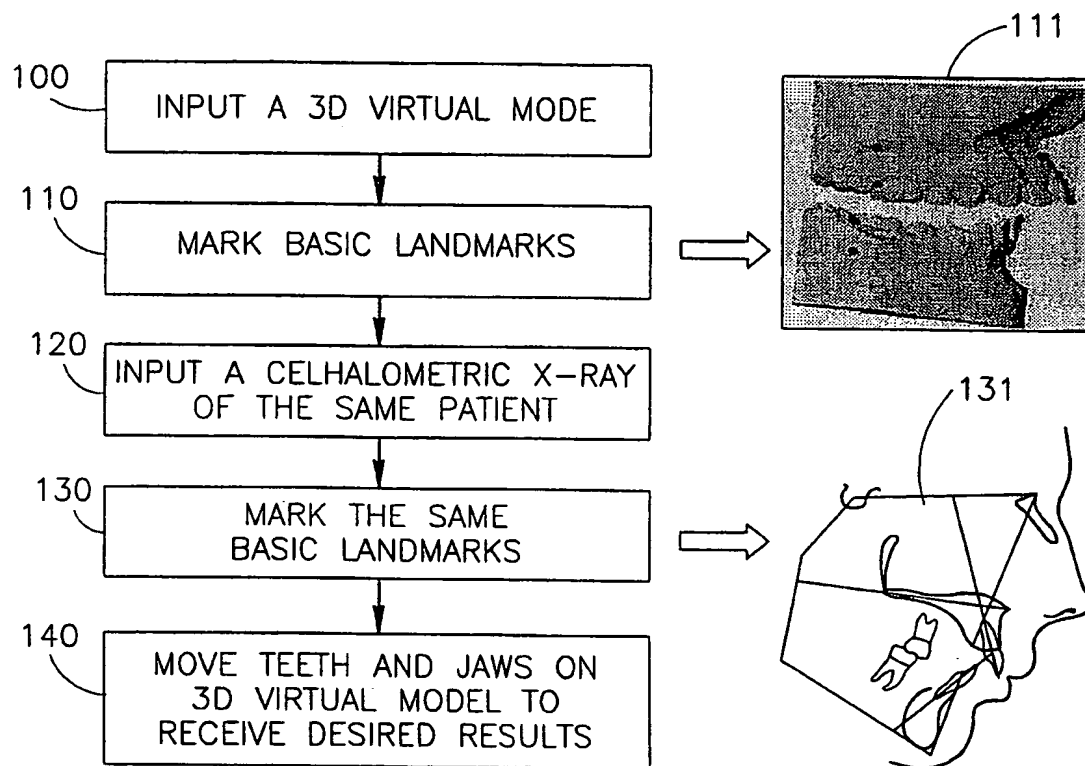 111
100
INPUT A 3D VIRTUAL MODE
110
MARK BASIC LANDMARKS
120
INPUT A CELHALOMETRIC X-RAY
OF THE SAME PATIENT
131
130
MARK THE SAME
BASIC LANDMARKS
140
MOVE TEETH AND JAWS ON
3D VIRTUAL MODEL TO
RECEIVE DESIRED RESULTS